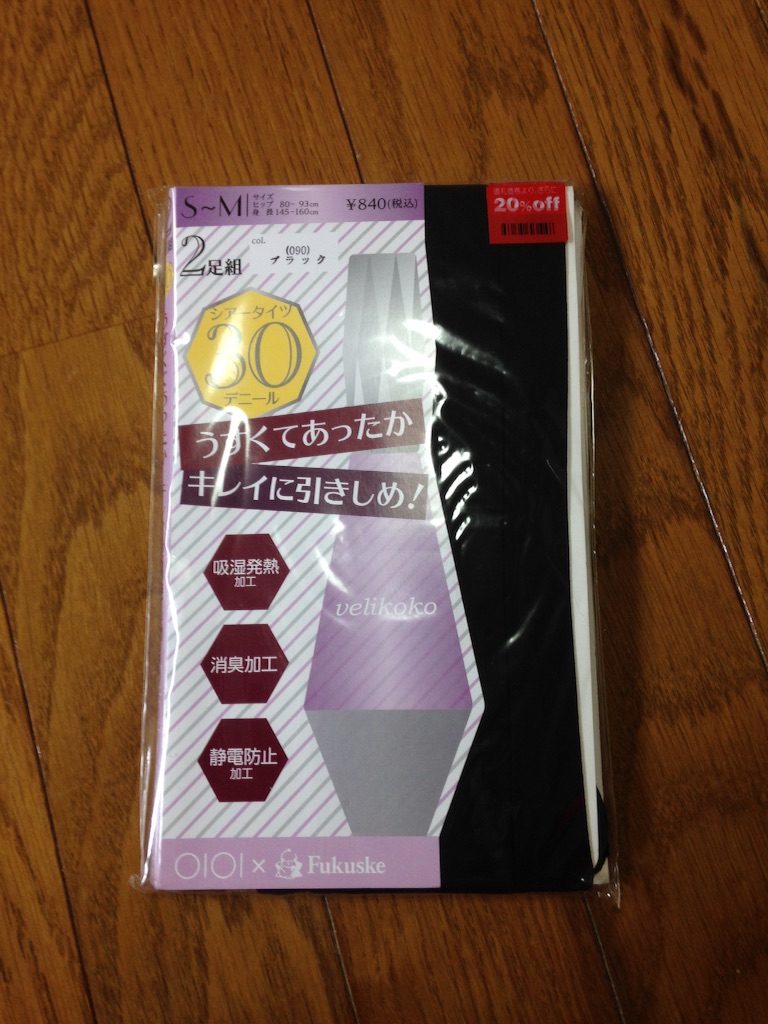 S~M
サイズ
ヒップ 80~93cm
身長 145~160cm
¥840(税込)
20%off
2足組
col.
(090)
ブラック
シアータイツ
30
デニール
うすくてあったか
キレイに引きしめ!
吸湿発熱
加工
velikoko
消臭加工
静電防止
加工
OIOI × Fukuske